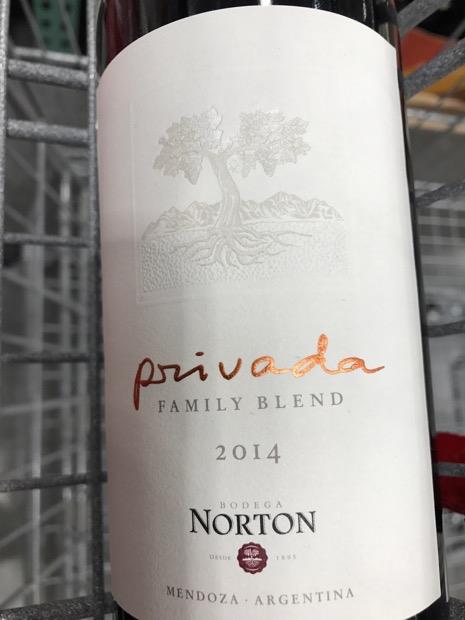 privada
FAMILY BLEND
2014
BODEGA
NORTON
DESDE 1895
MENDOZA · ARGENTINA